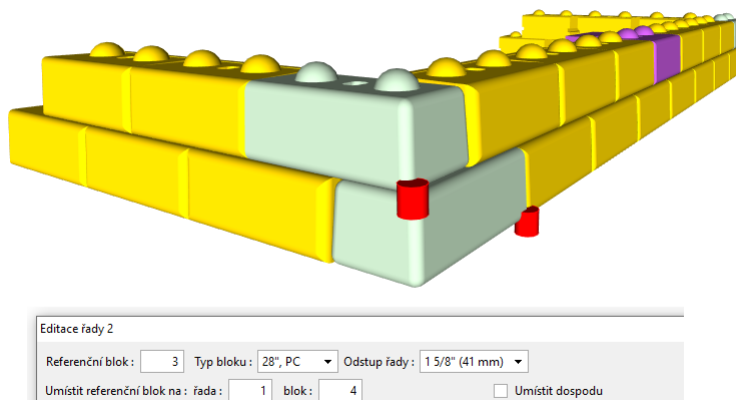 Editace řady 2
Referenční blok : 3 Typ bloku : 28", PC Odstup řady : 1 5/8" (41 mm)
Umístit referenční blok na : řada : 1 blok : 4 Umístit dospodu